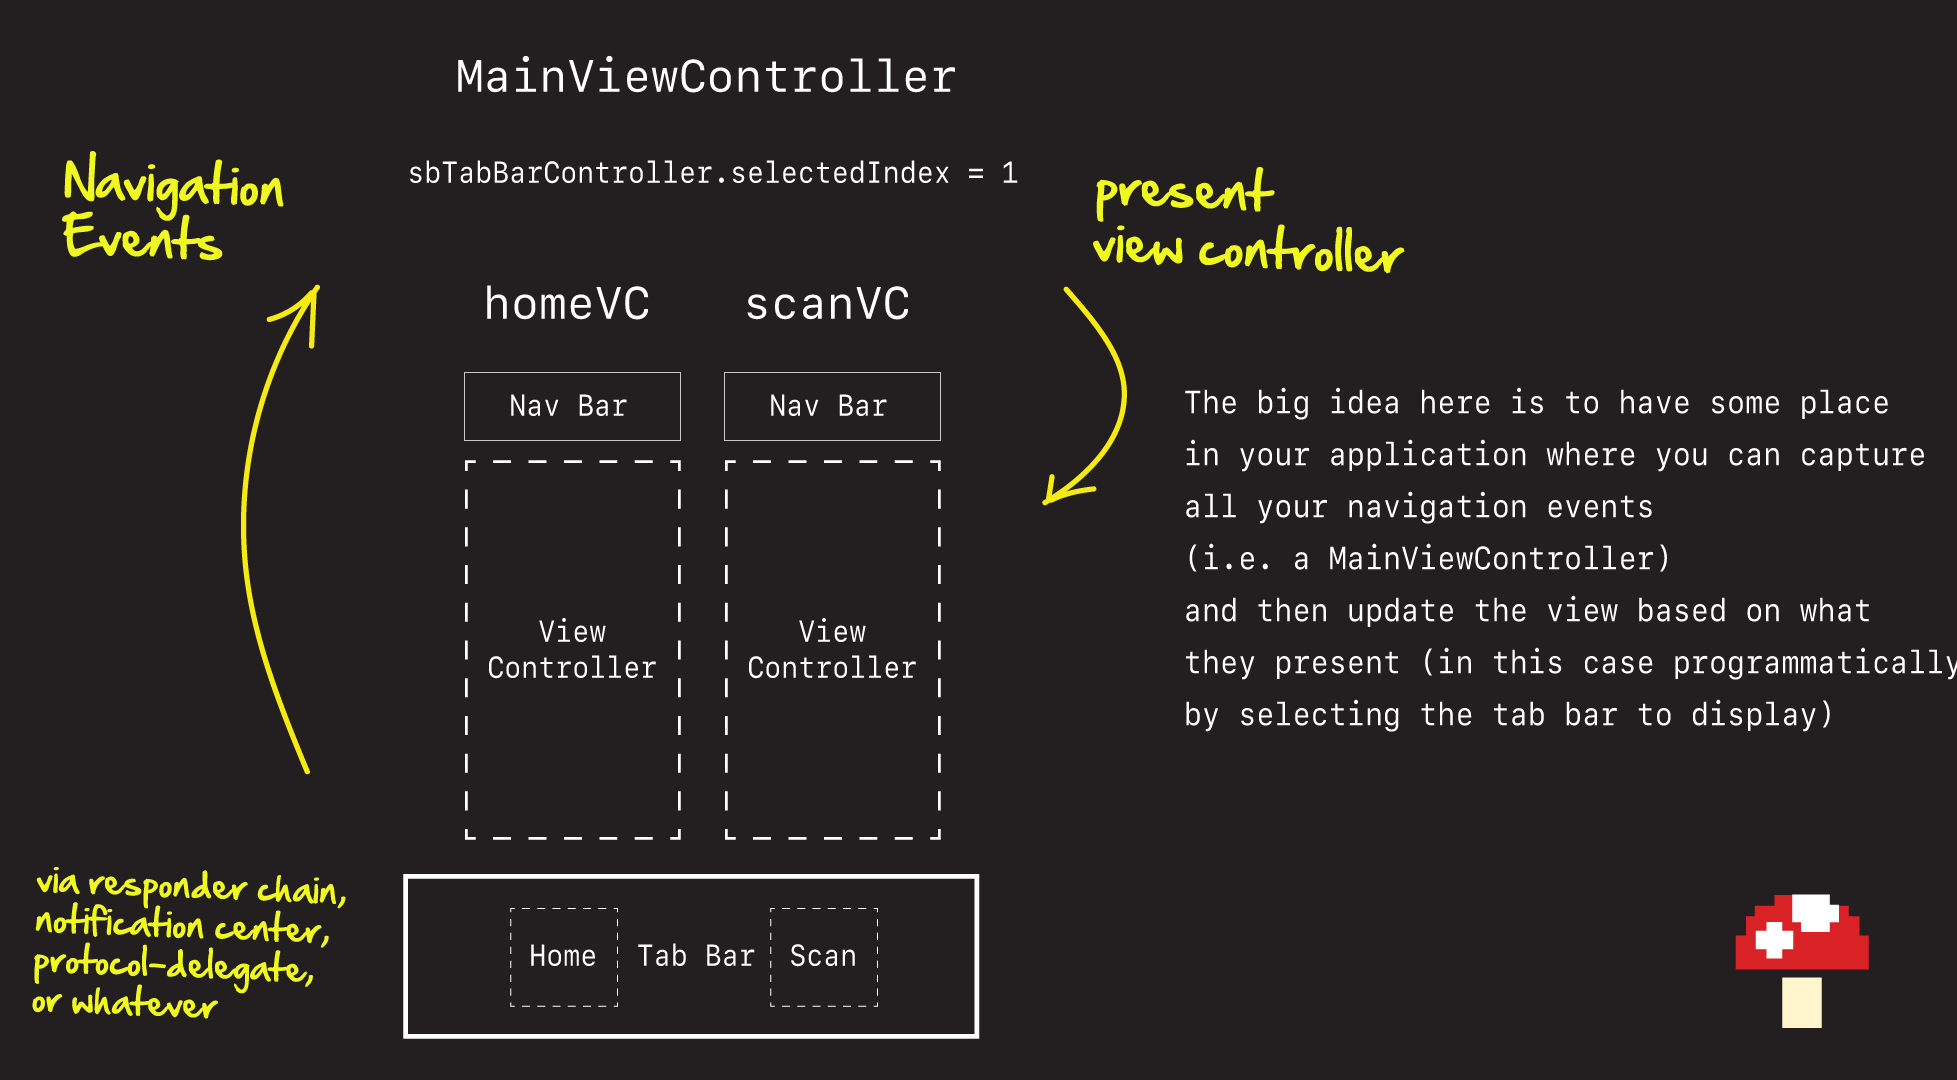 MainViewController
sbTabBarController.selectedIndex = 1
Navigation
Events
present
view controller
homeVC
scanVC
Nav Bar
Nav Bar
View
Controller
View
Controller
The big idea here is to have some place
in your application where you can capture
all your navigation events
(i.e. a MainViewController)
and then update the view based on what
they present (in this case programmatically
by selecting the tab bar to display)
via responder chain,
notification center,
protocol-delegate,
or whatever
Home
Tab Bar
Scan